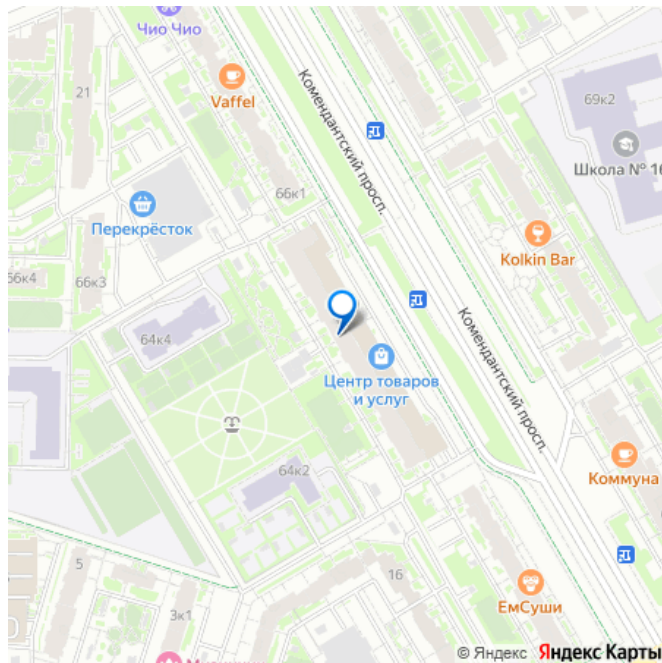 Чио Чио
21
Vaffel
Комендантский просп.
69к2
Школа № 16
66к1
Перекрёсток
Kolkin Bar
66к4
66к3
64к4
Комендантский просп.
Центр товаров
и услуг
64к2
Коммуна
5
16
3к1
ЕмСуши
© Яндекс Яндекс Карты